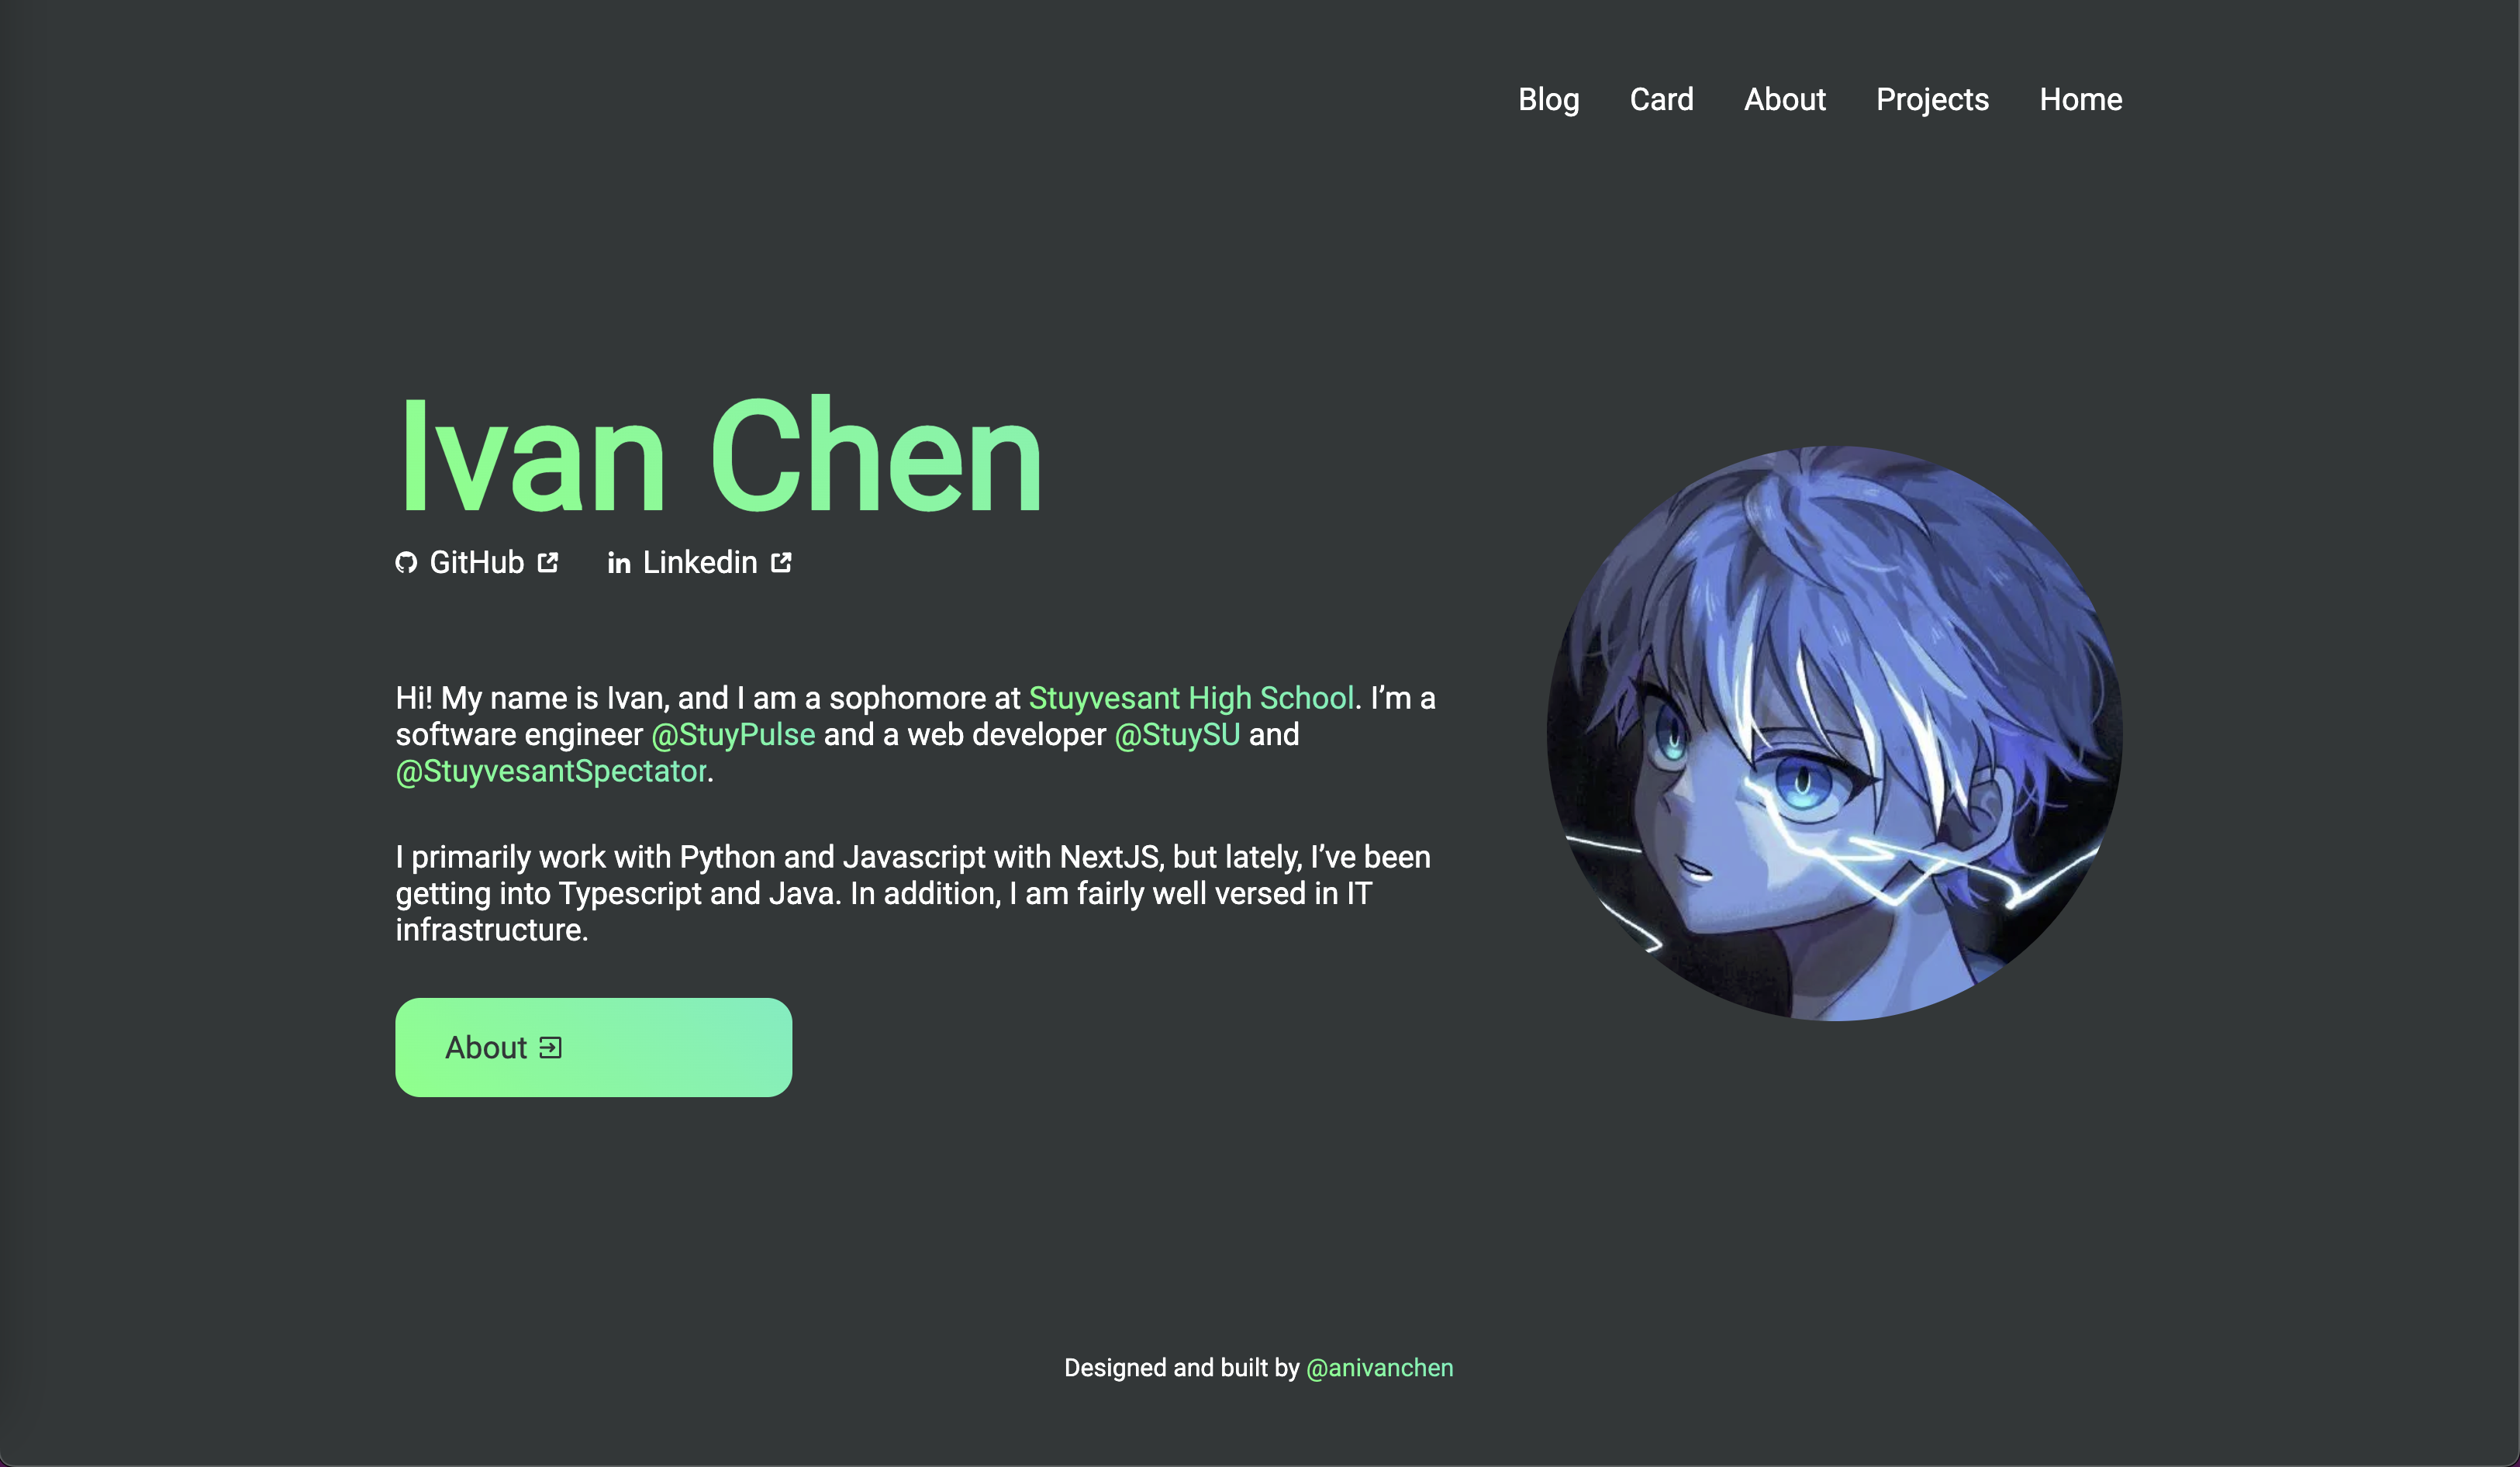 Blog Card About Projects Home
Ivan Chen
GitHub Linkedin
Hi! My name is Ivan, and I am a sophomore at Stuyvesant High School. I’m a
software engineer @StuyPulse and a web developer @StuySU and
@StuyvesantSpectator.
I primarily work with Python and Javascript with NextJS, but lately, I’ve been
getting into Typescript and Java. In addition, I am fairly well versed in IT
infrastructure.
About
Designed and built by @anivanchen